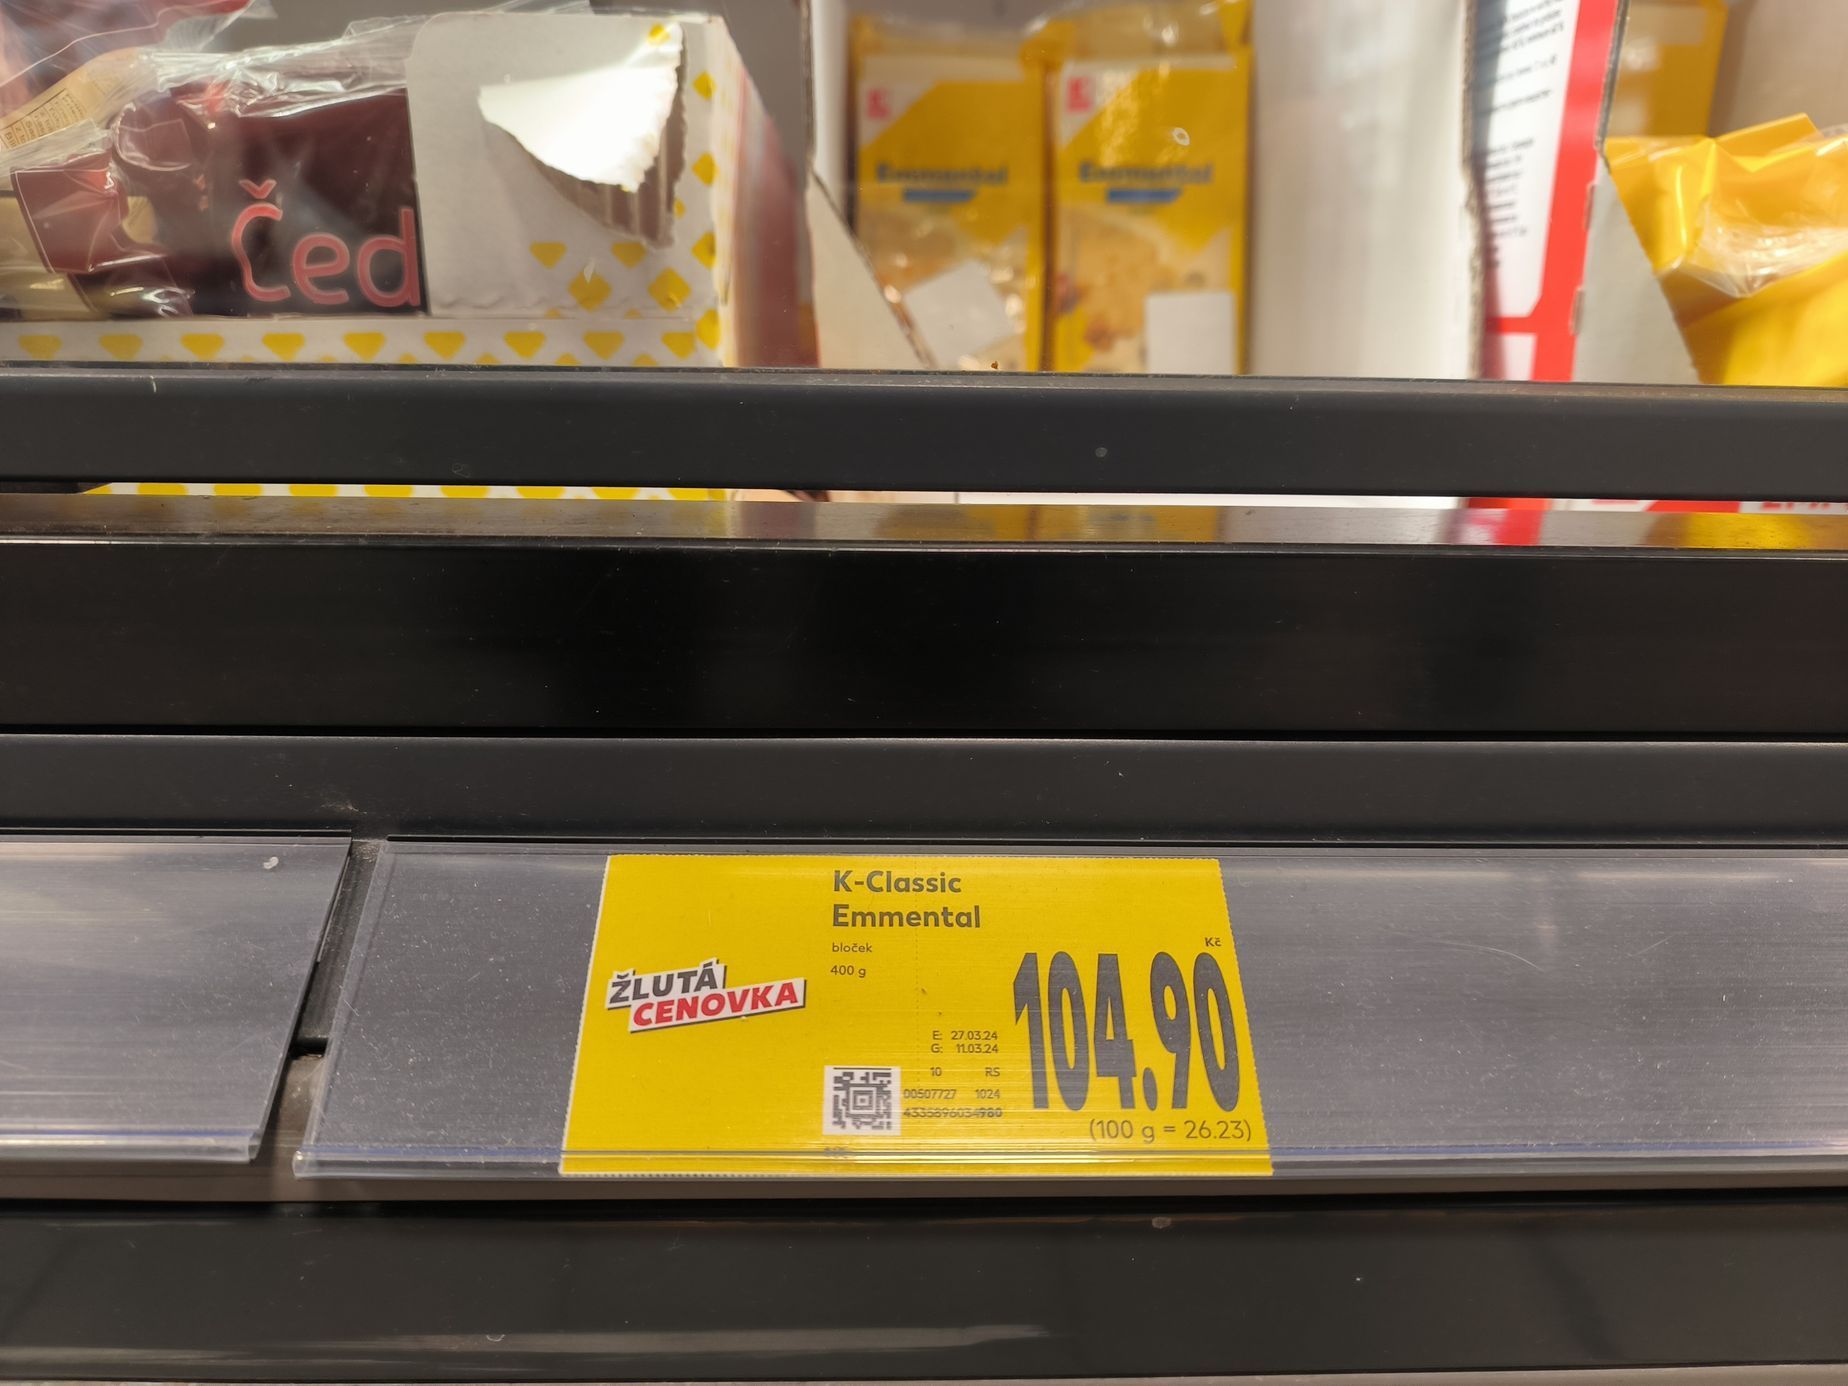 Čed
Emmental
Emmental
K-Classic
Emmental
bloček
400 g
ŽLUTÁ
CENOVKA
Kč
104.90
E: 27.03.24
G: 11.03.24
10 RS
00507727 1024
4335896034980
(100 g = 26.23)